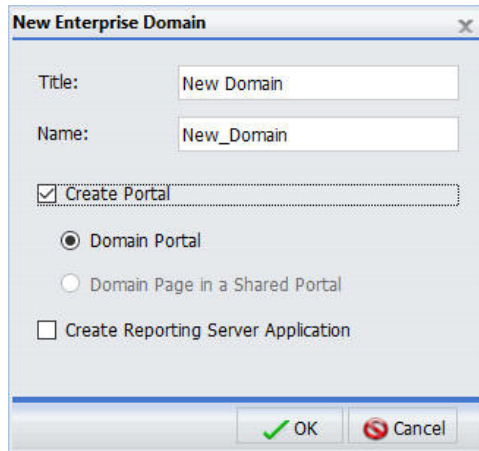 New Enterprise Domain
Title: New Domain
Name: New_Domain
Create Portal
Domain Portal
Domain Page in a Shared Portal
Create Reporting Server Application
OK Cancel